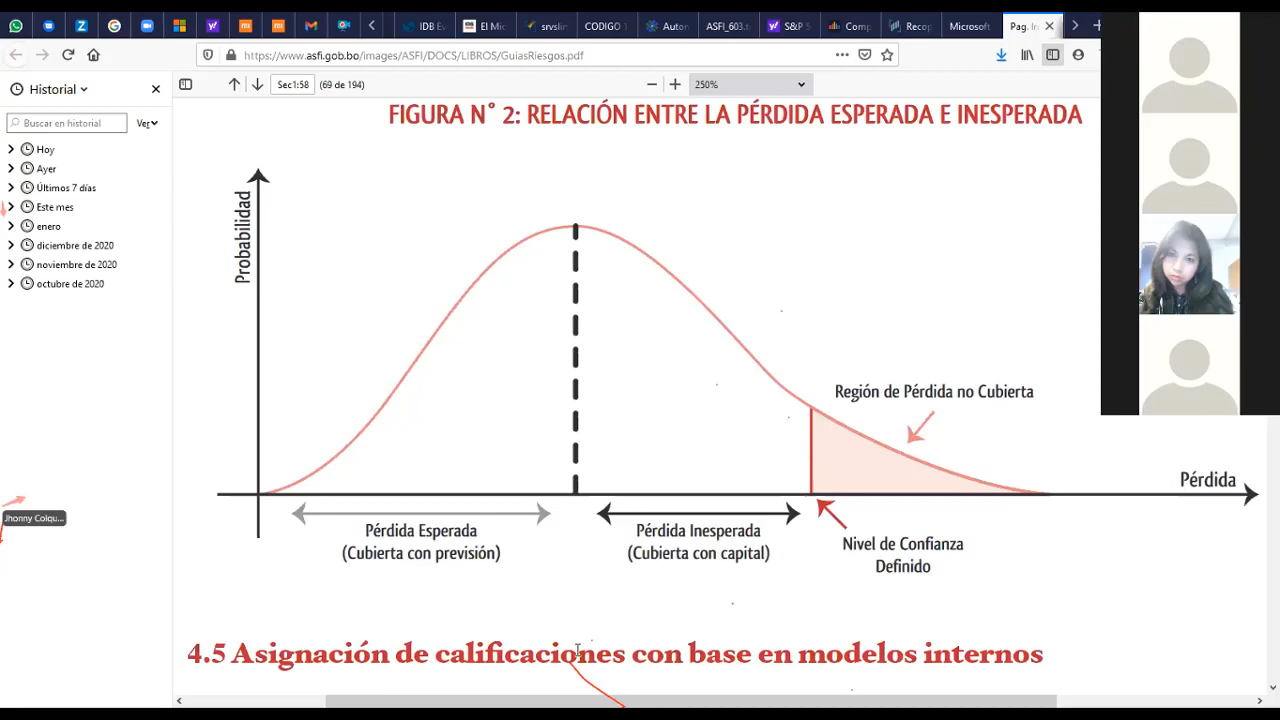 IDB Ev
El Mic
srvslin
CODIGO
Auton
ASFI_603.t
S&P 5
Comp
Recop
Microsoft
Pag. In
https://www.asfi.gob.bo/images/ASFI/DOCS/LIBROS/GuiasRiesgos.pdf
Historial
Sec1:58
(69 de 194)
250%
Buscar en historial
Ver
Hoy
Ayer
Últimos 7 días
Este mes
enero
diciembre de 2020
noviembre de 2020
octubre de 2020
Jhonny Colqu...
FIGURA N° 2: RELACIÓN ENTRE LA PÉRDIDA ESPERADA E INESPERADA
Probabilidad
Región de Pérdida no Cubierta
Pérdida
Pérdida Esperada
(Cubierta con previsión)
Pérdida Inesperada
(Cubierta con capital)
Nivel de Confianza
Definido
4.5 Asignación de calificaciones con base en modelos internos